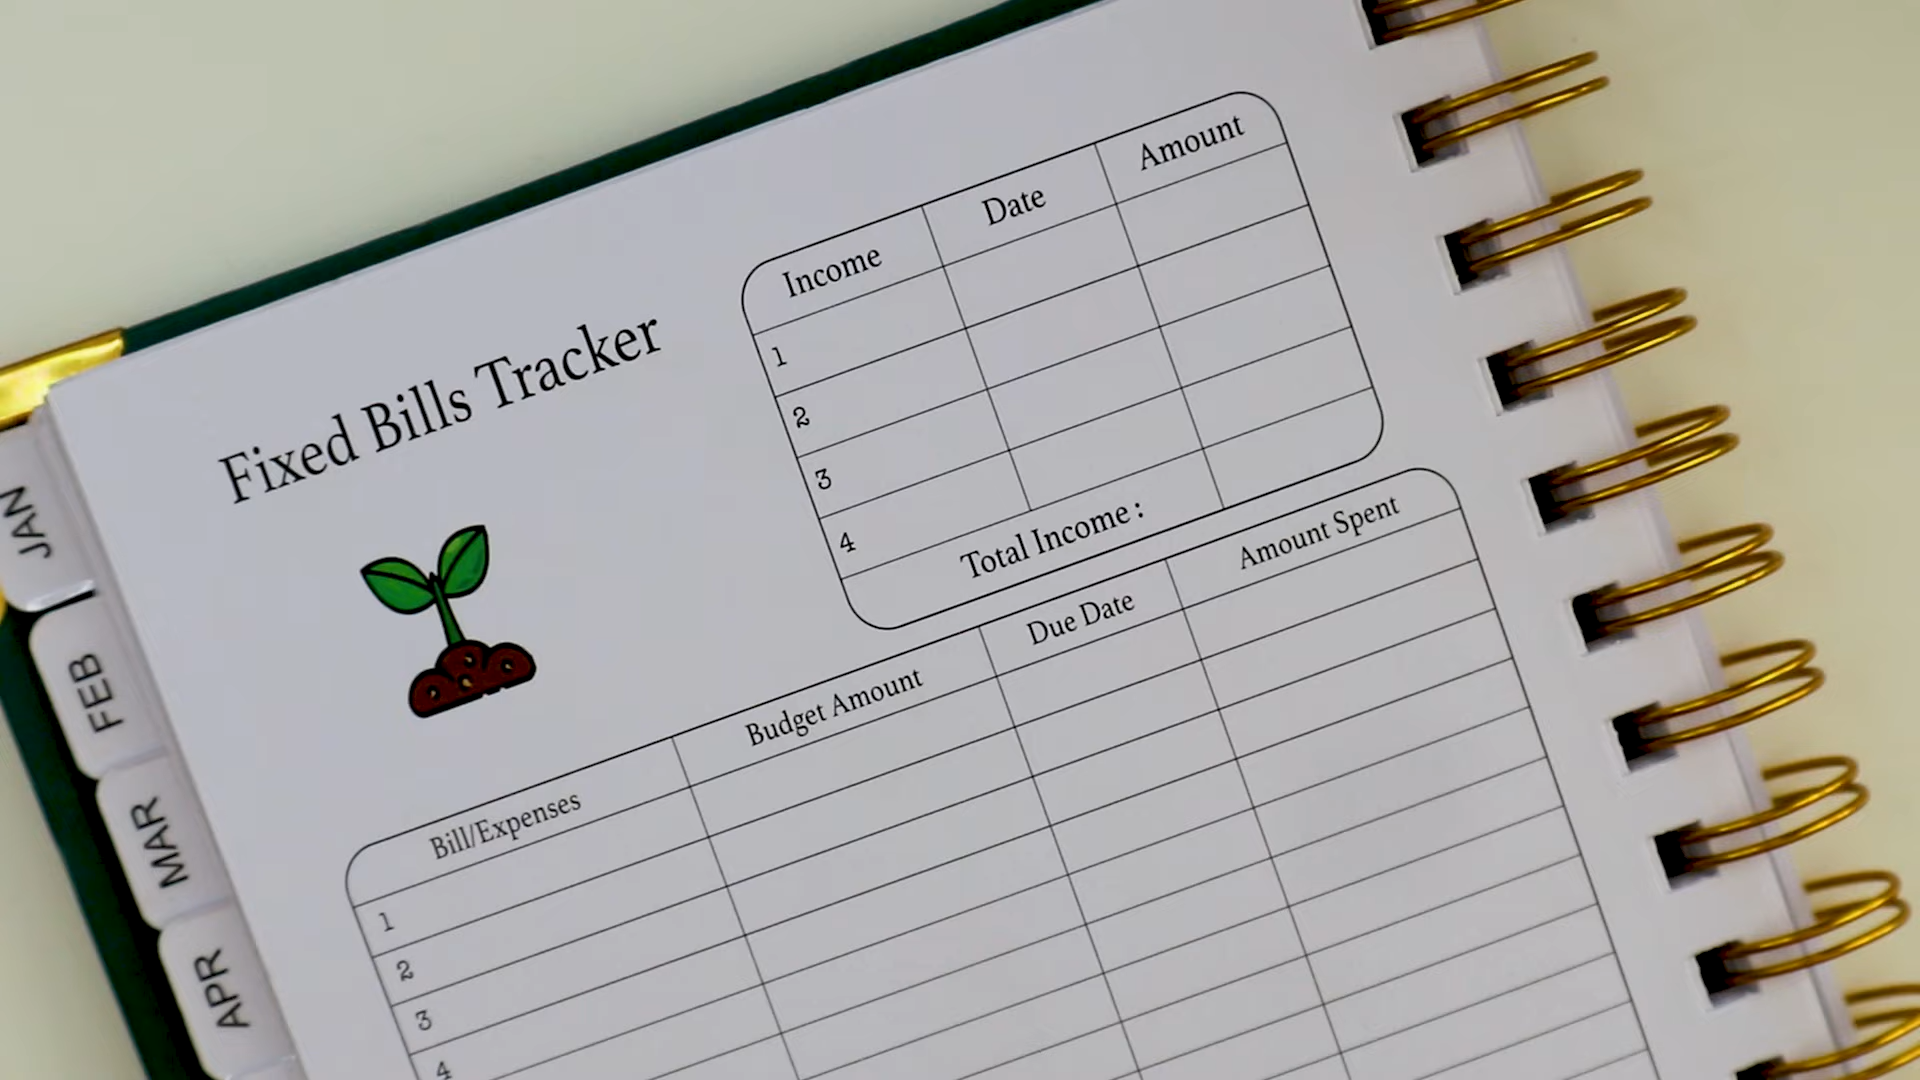 Fixed Bills Tracker
Income Date Amount
1
2
3
4
Total Income :
Bill/Expenses Budget Amount Due Date Amount Spent
1
2
3
4
JAN
FEB
MAR
APR